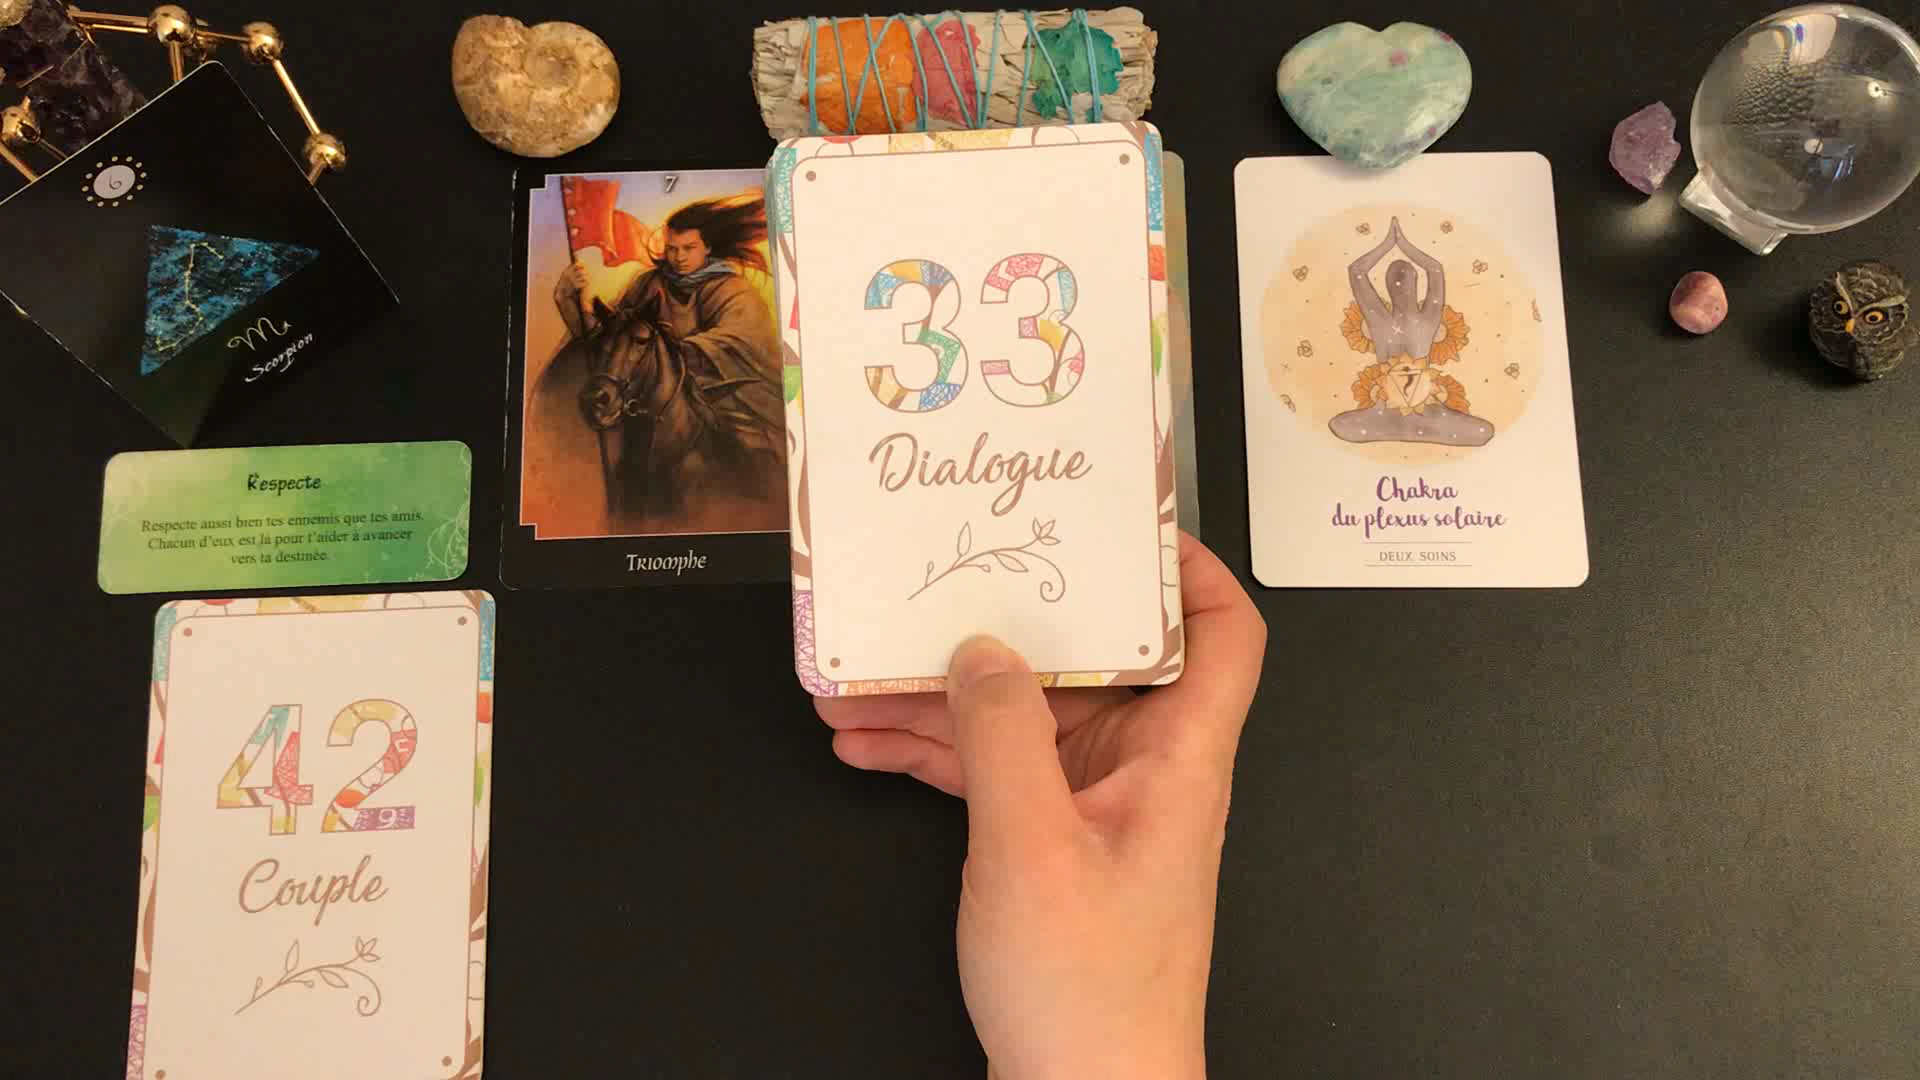 6
Scorpion
Respecte
Respecte aussi bien tes ennemis que tes amis.
Chacun d'eux est là pour t'aider à avancer
vers ta destinée.
42
9
Couple
7
Triomphe
33
Dialogue
Chakra
du plexus solaire
DEUX SOINS